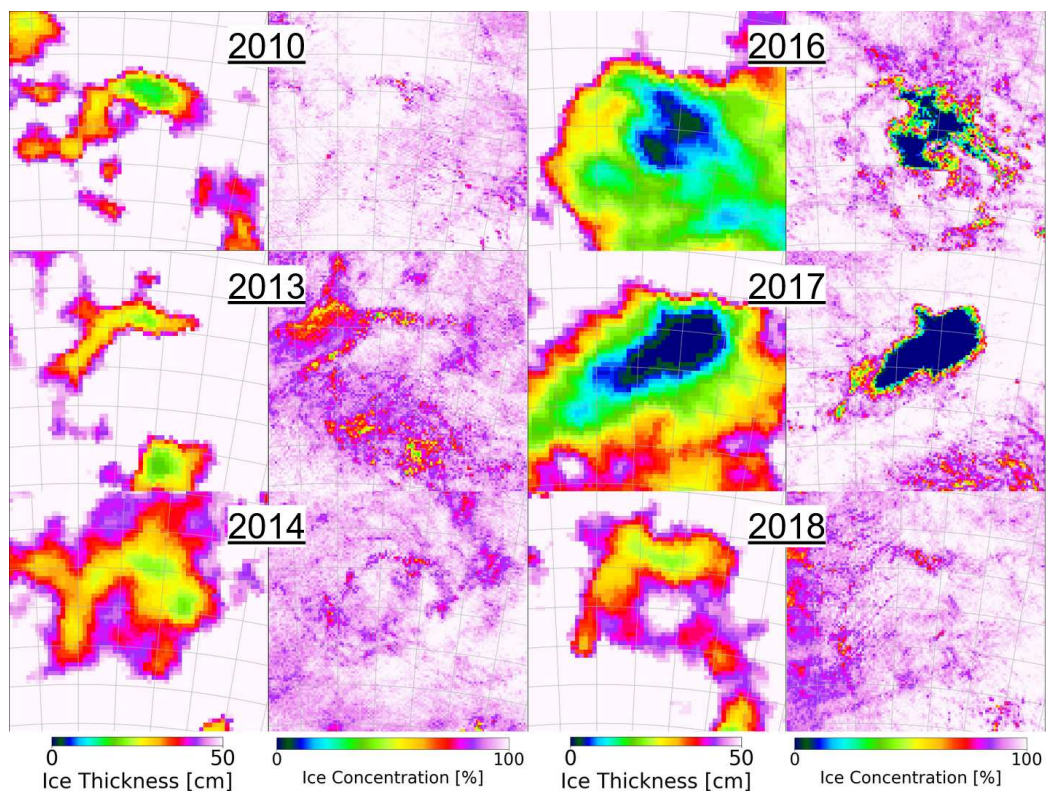 2010
2016
2013
2017
2014
2018
0 50
Ice Thickness [cm]
0 100
Ice Concentration [%]
0 50
Ice Thickness [cm]
0 100
Ice Concentration [%]